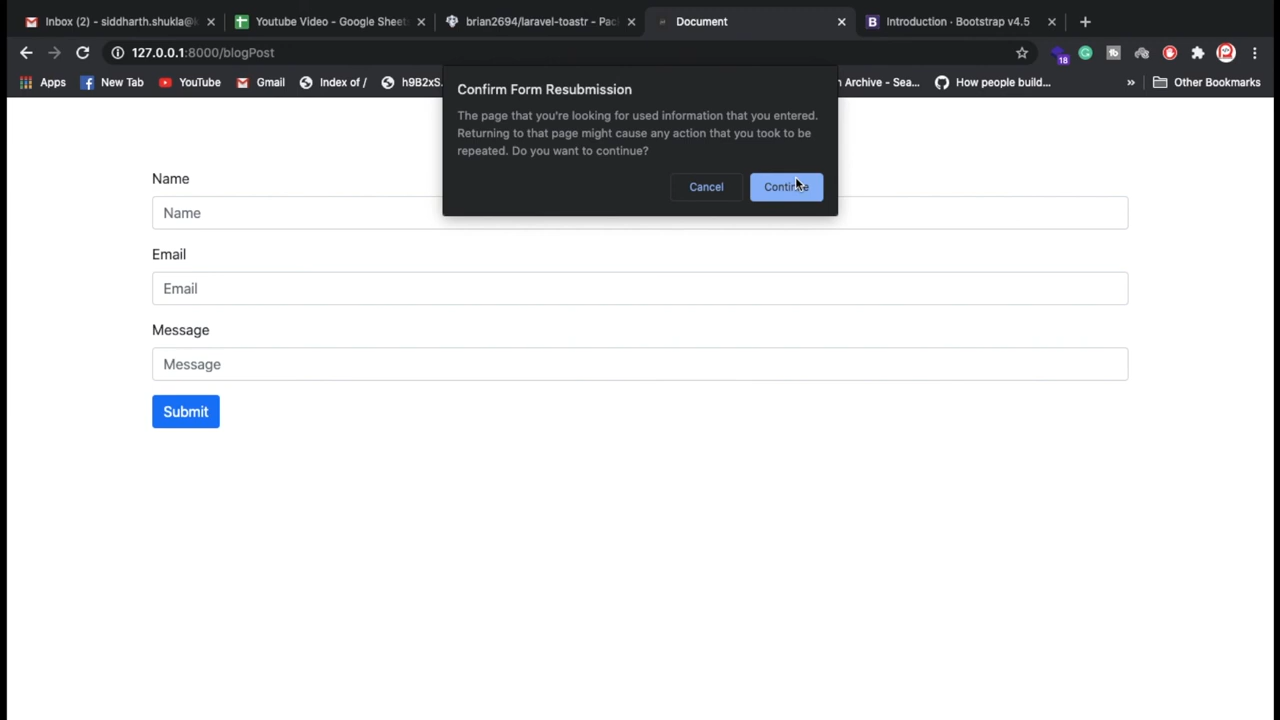 Inbox (2) - siddharth.shukla@
Youtube Video - Google Sheet
brian2694/laravel-toastr - Pac
Document
Introduction · Bootstrap v4.5
127.0.0.1:8000/blogPost
18
Apps
New Tab
YouTube
Gmail
Index of /
h9B2xS.
Archive - Sea...
How people build...
»
Other Bookmarks
Confirm Form Resubmission
The page that you're looking for used information that you entered.
Returning to that page might cause any action that you took to be
repeated. Do you want to continue?
Cancel
Continue
Name
Name
Email
Email
Message
Message
Submit